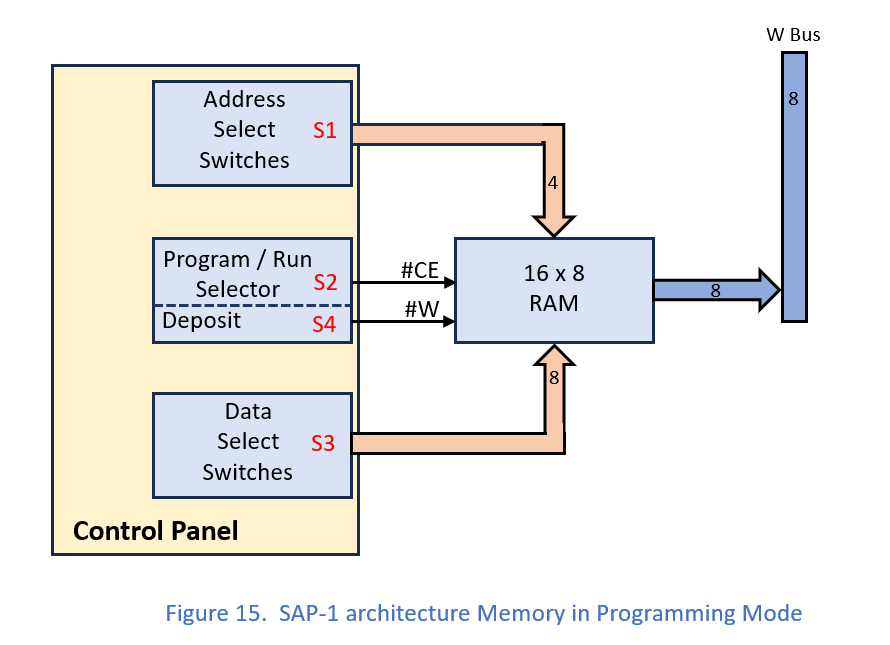 W Bus
8
Address
Select S1
Switches
4
Program / Run
Selector S2
#CE
Deposit S4
#W
16 x 8
RAM
8
8
Data
Select S3
Switches
Control Panel
Figure 15. SAP-1 architecture Memory in Programming Mode